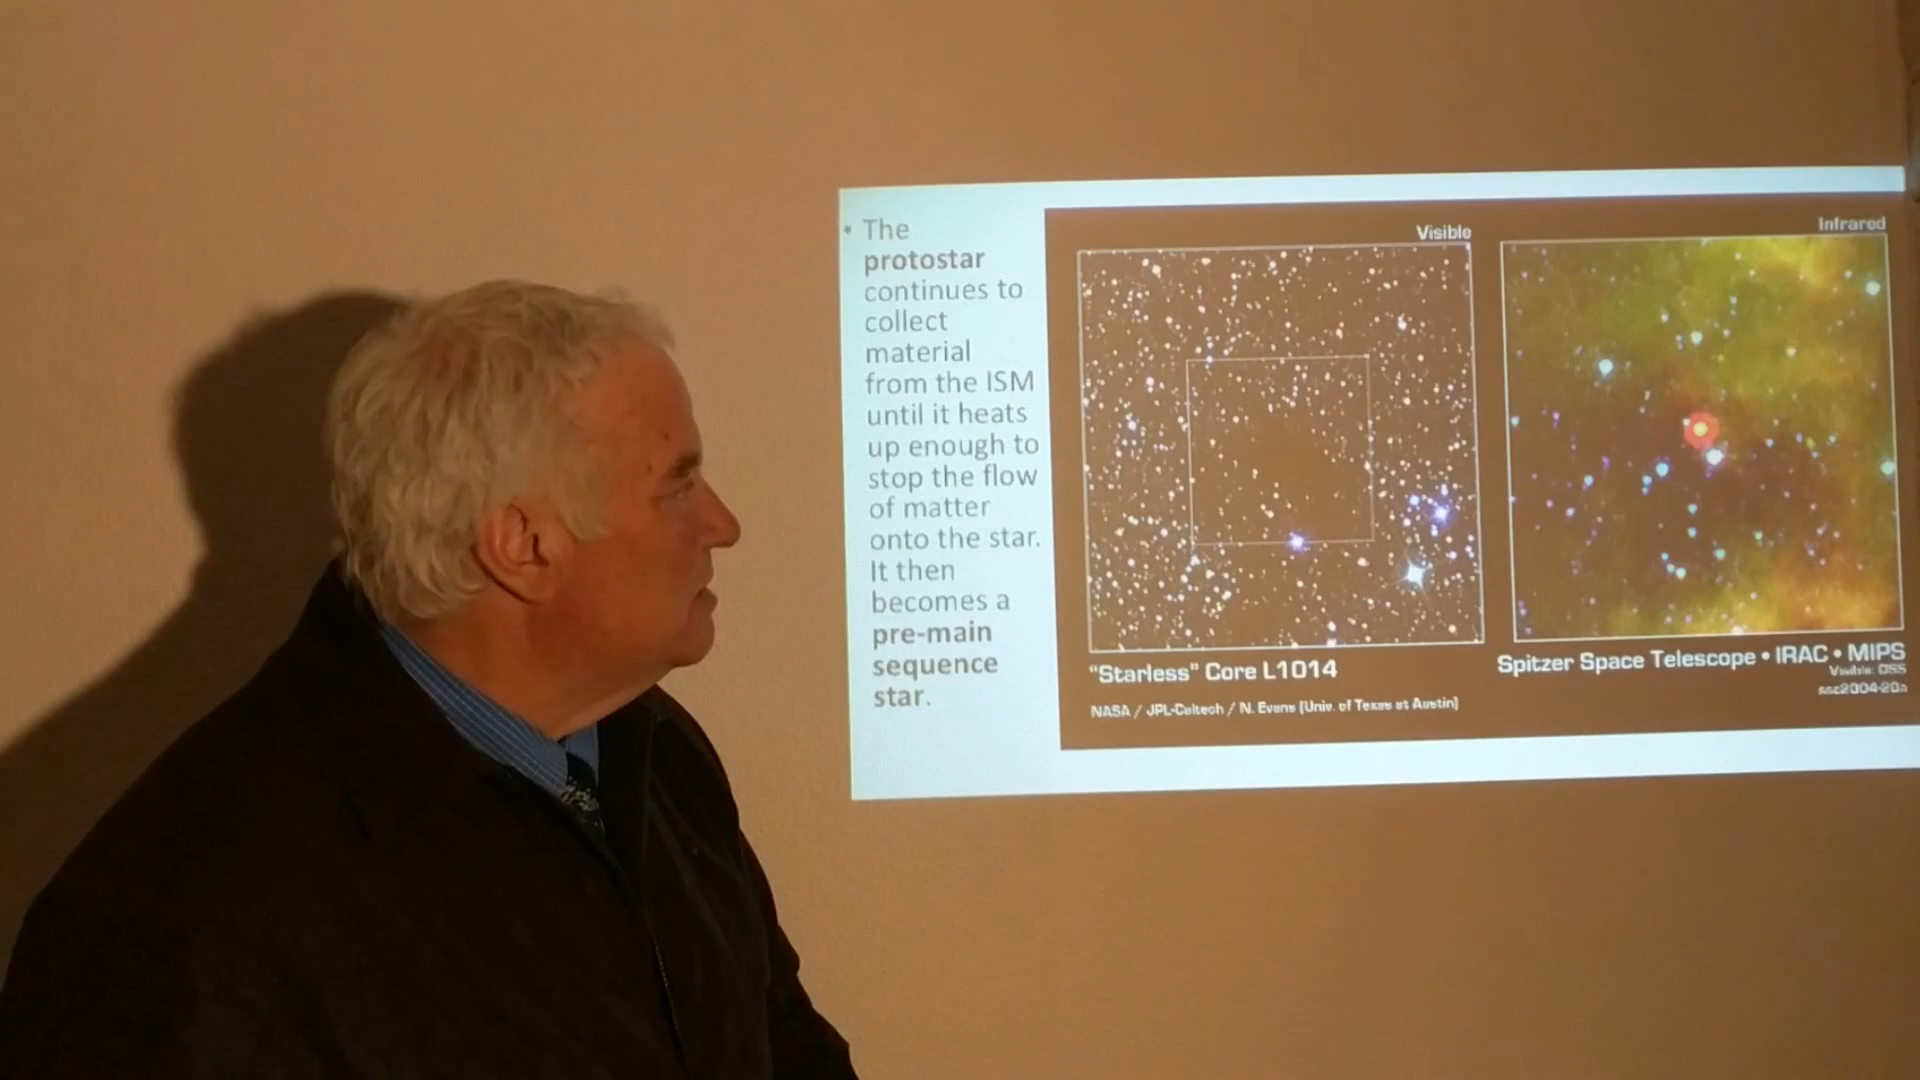 • The
protostar
continues to
collect
material
from the ISM
until it heats
up enough to
stop the flow
of matter
onto the star.
It then
becomes a
pre-main
sequence
star.
Visible
Infrared
"Starless" Core L1014
Spitzer Space Telescope • IRAC • MIPS
Visible: DSS
NASA / JPL-Caltech / N. Evans (Univ. of Texas at Austin)
ssc2004-20a